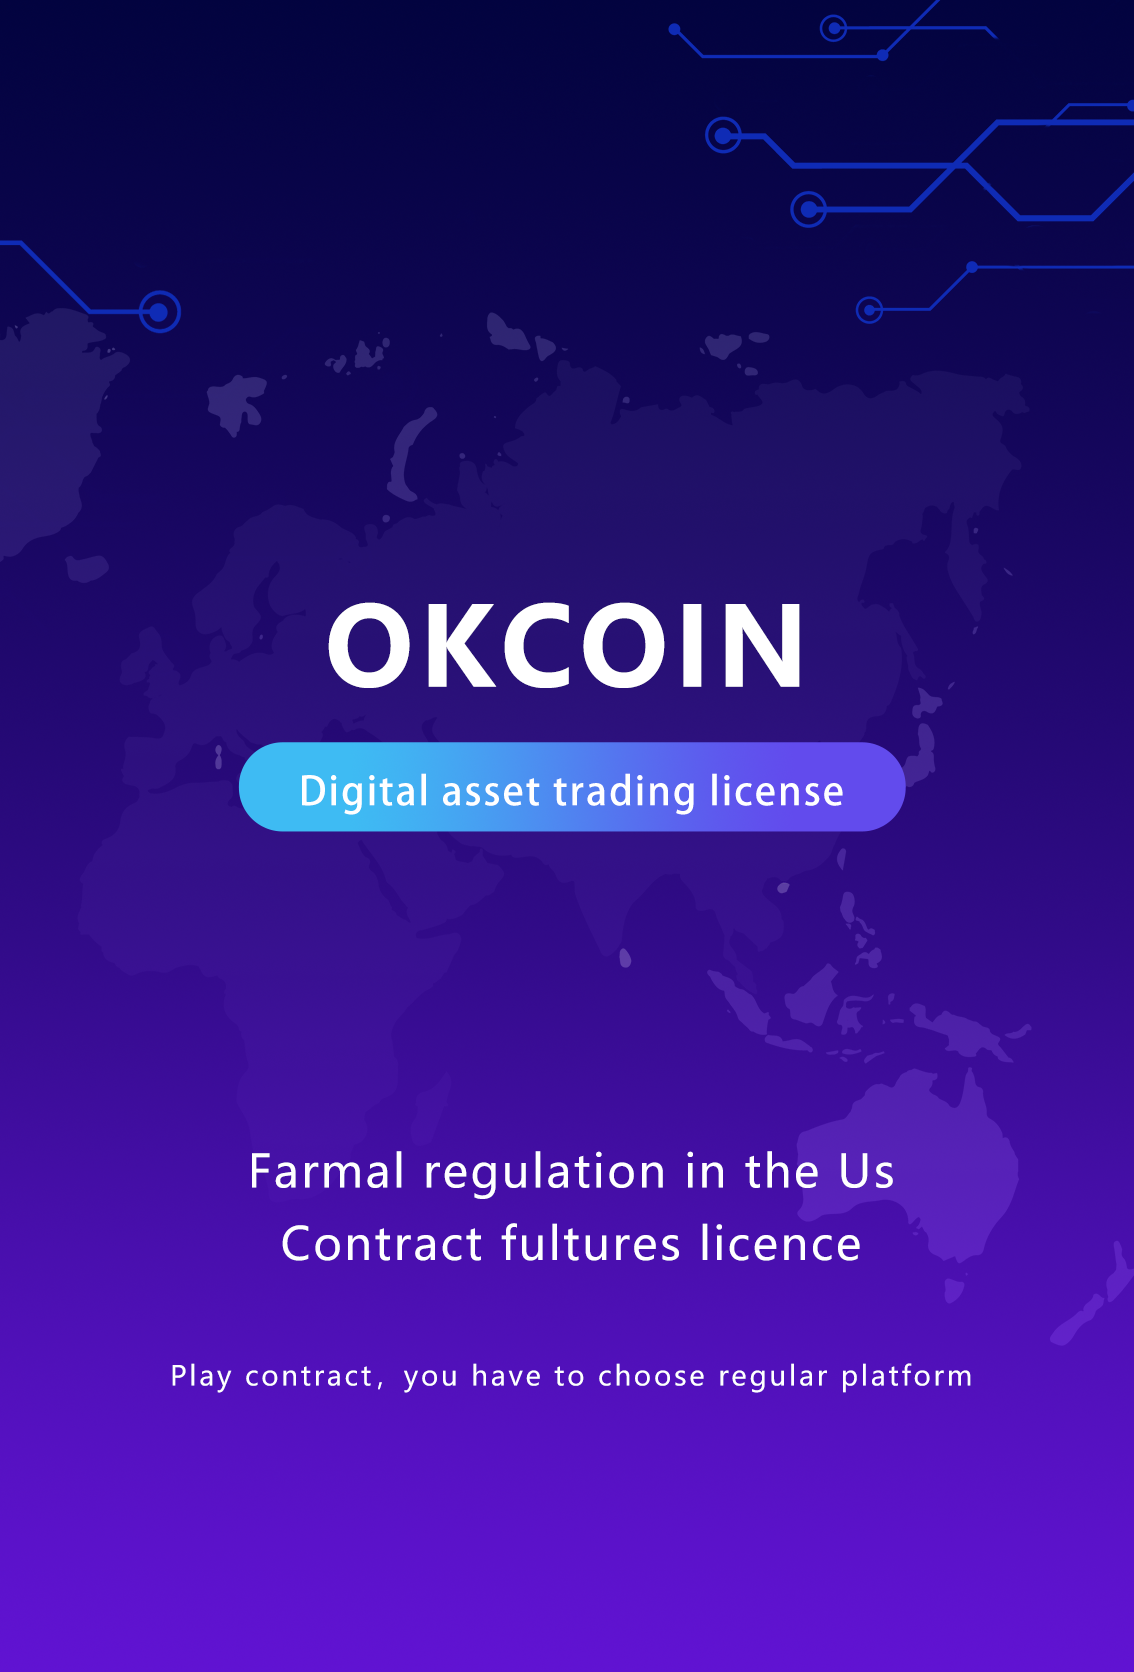 OKCOIN
Digital asset trading license
Farmal regulation in the Us
Contract fultures licence
Play contract, you have to choose regular platform